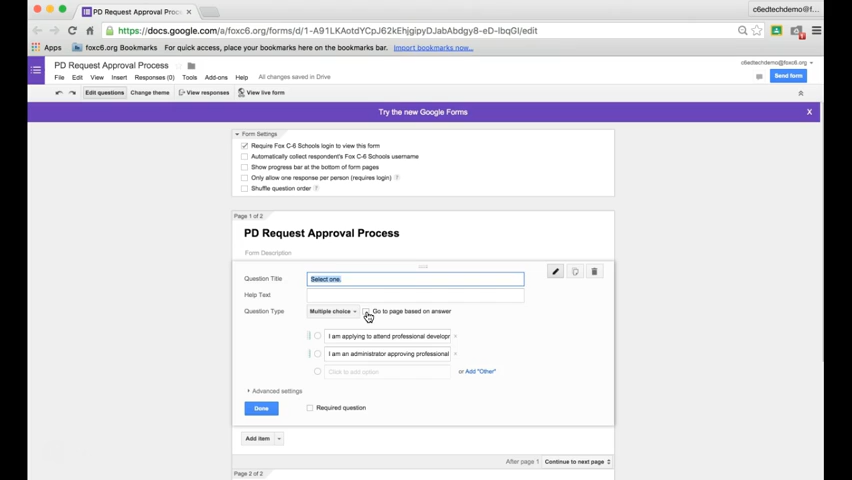 PD Request Approval Proc
c6edtechdemo@f...
https://docs.google.com/a/foxc6.org/forms/d/1-A91LKAotdYCpJ62kEhjgipyDJabAbdgy8-eD-IbqGI/edit
Apps
foxc6.org Bookmarks
For quick access, place your bookmarks here on the bookmarks bar.
Import bookmarks now...
PD Request Approval Process
c6edtechdemo@foxc6.org
File Edit View Insert Responses (0) Tools Add-ons Help
All changes saved in Drive
Send form
Edit questions
Change theme
View responses
View live form
Try the new Google Forms
X
Form Settings
Require Fox C-6 Schools login to view this form
Automatically collect respondent's Fox C-6 Schools username
Show progress bar at the bottom of form pages
Only allow one response per person (requires login) ?
Shuffle question order ?
Page 1 of 2
PD Request Approval Process
Form Description
Question Title
Select one.
Help Text
Question Type
Multiple choice
Go to page based on answer
I am applying to attend professional developr
I am an administrator approving professional
Click to add option
or Add "Other"
Advanced settings
Done
Required question
Add item
After page 1
Continue to next page
Page 2 of 2